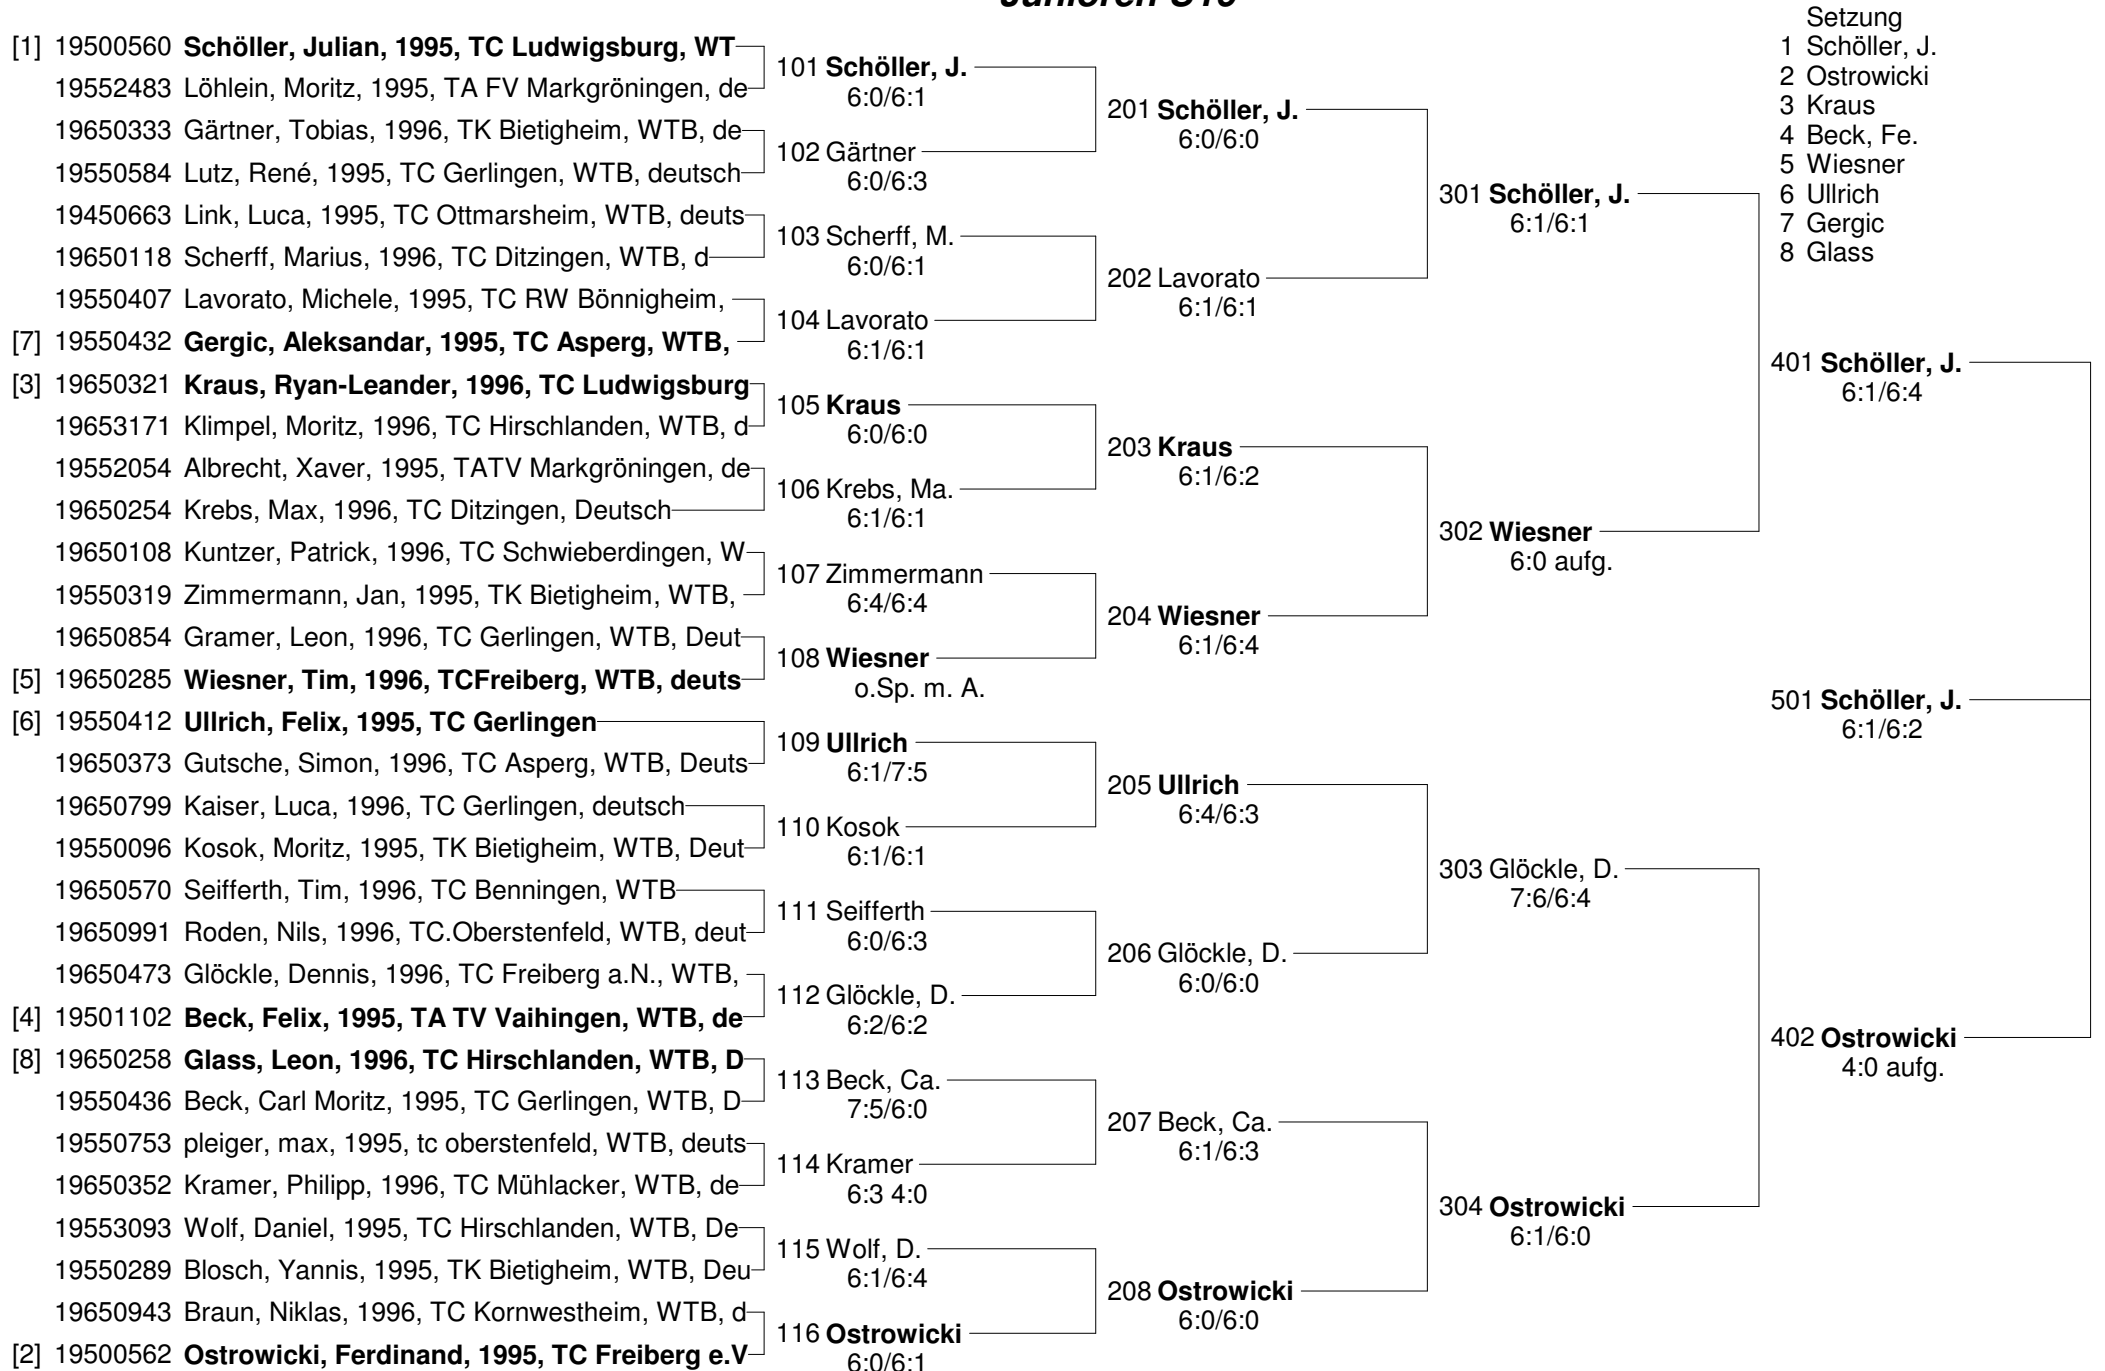 Setzung
1 Schöller, J.
2 Ostrowicki
3 Kraus
4 Beck, Fe.
5 Wiesner
6 Ullrich
7 Gergic
8 Glass
[1] 19500560 Schöller, Julian, 1995, TC Ludwigsburg, WT
19552483 Löhlein, Moritz, 1995, TA FV Markgröningen, de
19650333 Gärtner, Tobias, 1996, TK Bietigheim, WTB, de
19550584 Lutz, René, 1995, TC Gerlingen, WTB, deutsch
19450663 Link, Luca, 1995, TC Ottmarsheim, WTB, deuts
19650118 Scherff, Marius, 1996, TC Ditzingen, WTB, d
19550407 Lavorato, Michele, 1995, TC RW Bönnigheim,
[7] 19550432 Gergic, Aleksandar, 1995, TC Asperg, WTB,
[3] 19650321 Kraus, Ryan-Leander, 1996, TC Ludwigsburg
19653171 Klimpel, Moritz, 1996, TC Hirschlanden, WTB, d
19552054 Albrecht, Xaver, 1995, TATV Markgröningen, de
19650254 Krebs, Max, 1996, TC Ditzingen, Deutsch
19650108 Kuntzer, Patrick, 1996, TC Schwieberdingen, W
19550319 Zimmermann, Jan, 1995, TK Bietigheim, WTB,
19650854 Gramer, Leon, 1996, TC Gerlingen, WTB, Deut
[5] 19650285 Wiesner, Tim, 1996, TCFreiberg, WTB, deuts
[6] 19550412 Ullrich, Felix, 1995, TC Gerlingen
19650373 Gutsche, Simon, 1996, TC Asperg, WTB, Deuts
19650799 Kaiser, Luca, 1996, TC Gerlingen, deutsch
19550096 Kosok, Moritz, 1995, TK Bietigheim, WTB, Deut
19650570 Seifferth, Tim, 1996, TC Benningen, WTB
19650991 Roden, Nils, 1996, TC.Oberstenfeld, WTB, deut
19650473 Glöckle, Dennis, 1996, TC Freiberg a.N., WTB,
[4] 19501102 Beck, Felix, 1995, TA TV Vaihingen, WTB, de
[8] 19650258 Glass, Leon, 1996, TC Hirschlanden, WTB, D
19550436 Beck, Carl Moritz, 1995, TC Gerlingen, WTB, D
19550753 pleiger, max, 1995, tc oberstenfeld, WTB, deuts
19650352 Kramer, Philipp, 1996, TC Mühlacker, WTB, de
19553093 Wolf, Daniel, 1995, TC Hirschlanden, WTB, De
19550289 Blosch, Yannis, 1995, TK Bietigheim, WTB, Deu
19650943 Braun, Niklas, 1996, TC Kornwestheim, WTB, d
[2] 19500562 Ostrowicki, Ferdinand, 1995, TC Freiberg e.V
101 Schöller, J.
6:0/6:1
102 Gärtner
6:0/6:3
103 Scherff, M.
6:0/6:1
104 Lavorato
6:1/6:1
105 Kraus
6:0/6:0
106 Krebs, Ma.
6:1/6:1
107 Zimmermann
6:4/6:4
108 Wiesner
o.Sp. m. A.
109 Ullrich
6:1/7:5
110 Kosok
6:1/6:1
111 Seifferth
6:0/6:3
112 Glöckle, D.
6:2/6:2
113 Beck, Ca.
7:5/6:0
114 Kramer
6:3 4:0
115 Wolf, D.
6:1/6:4
116 Ostrowicki
6:0/6:1
201 Schöller, J.
6:0/6:0
202 Lavorato
6:1/6:1
203 Kraus
6:1/6:2
204 Wiesner
6:1/6:4
205 Ullrich
6:4/6:3
206 Glöckle, D.
6:0/6:0
207 Beck, Ca.
6:1/6:3
208 Ostrowicki
6:0/6:0
301 Schöller, J.
6:1/6:1
302 Wiesner
6:0 aufg.
303 Glöckle, D.
7:6/6:4
304 Ostrowicki
6:1/6:0
401 Schöller, J.
6:1/6:4
402 Ostrowicki
4:0 aufg.
501 Schöller, J.
6:1/6:2